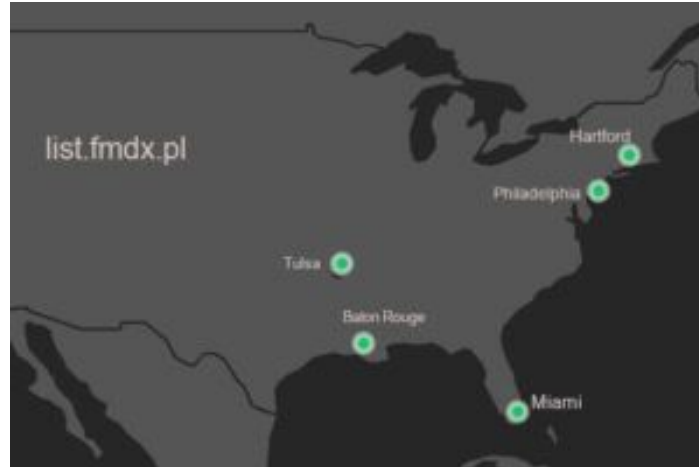 Hartford
list.fmdx.pl
Philadelphia
Tulsa
Baton Rouge
Miami